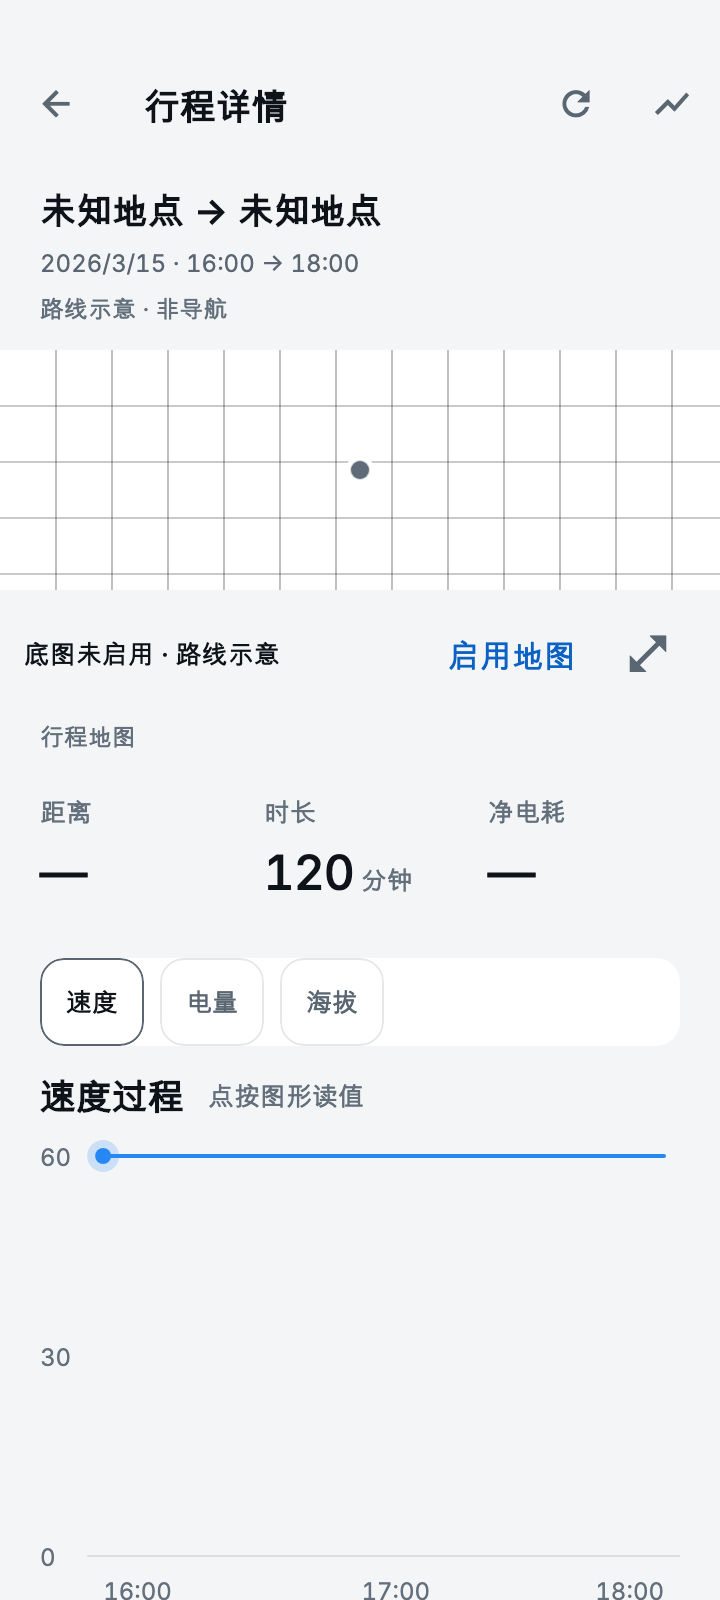 行程详情
未知地点 → 未知地点
2026/3/15 · 16:00 → 18:00
路线示意 · 非导航
底图未启用 · 路线示意 启用地图
行程地图
距离 时长 净电耗
— 120 分钟 —
速度 电量 海拔
速度过程 点按图形读值
60
30
0
16:00 17:00 18:00